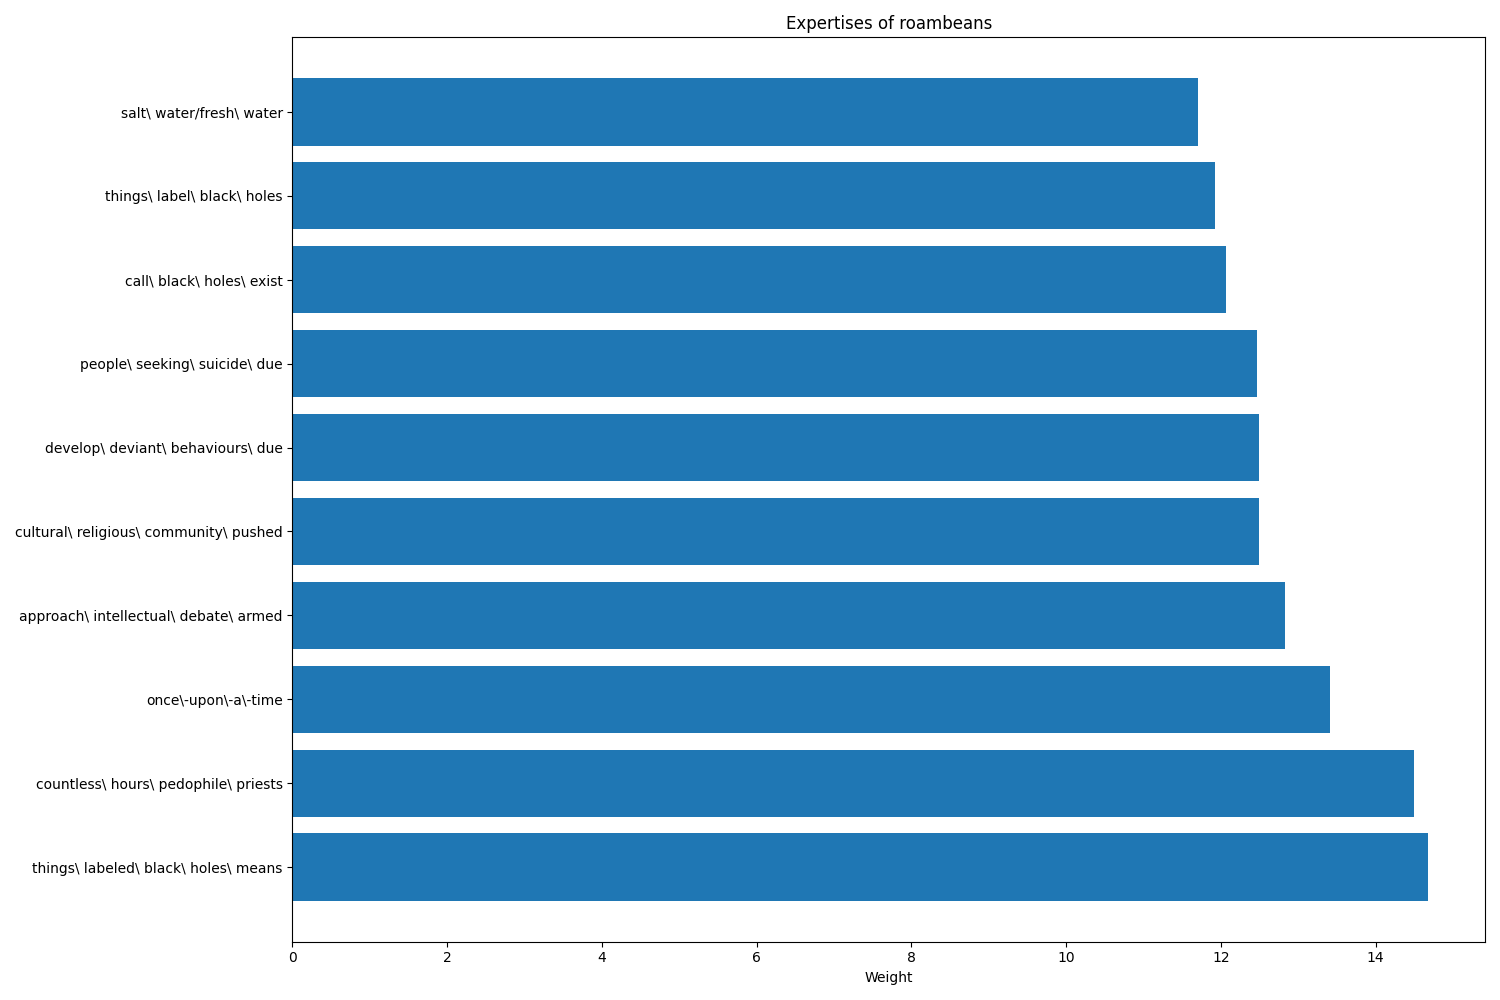 Expertises of roambeans
salt\ water/fresh\ water
things\ label\ black\ holes
call\ black\ holes\ exist
people\ seeking\ suicide\ due
develop\ deviant\ behaviours\ due
cultural\ religious\ community\ pushed
approach\ intellectual\ debate\ armed
once\-upon\-a\-time
countless\ hours\ pedophile\ priests
things\ labeled\ black\ holes\ means
0 2 4 6 8 10 12 14
Weight